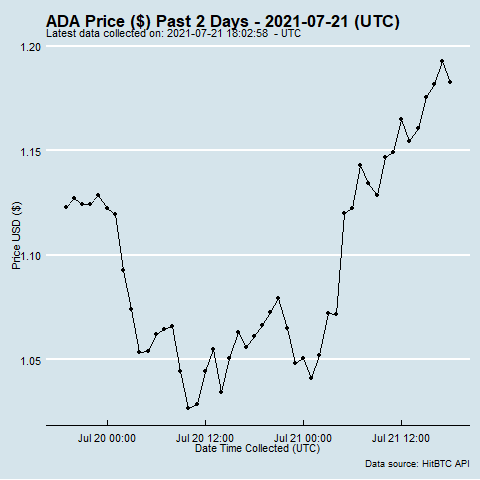 ADA Price ($) Past 2 Days - 2021-07-21 (UTC)
Latest data collected on: 2021-07-21 18:02:58  - UTC
1.20
1.15
1.10
1.05
Price USD ($)
Jul 20 00:00 Jul 20 12:00 Jul 21 00:00 Jul 21 12:00
Date Time Collected (UTC)
Data source: HitBTC API